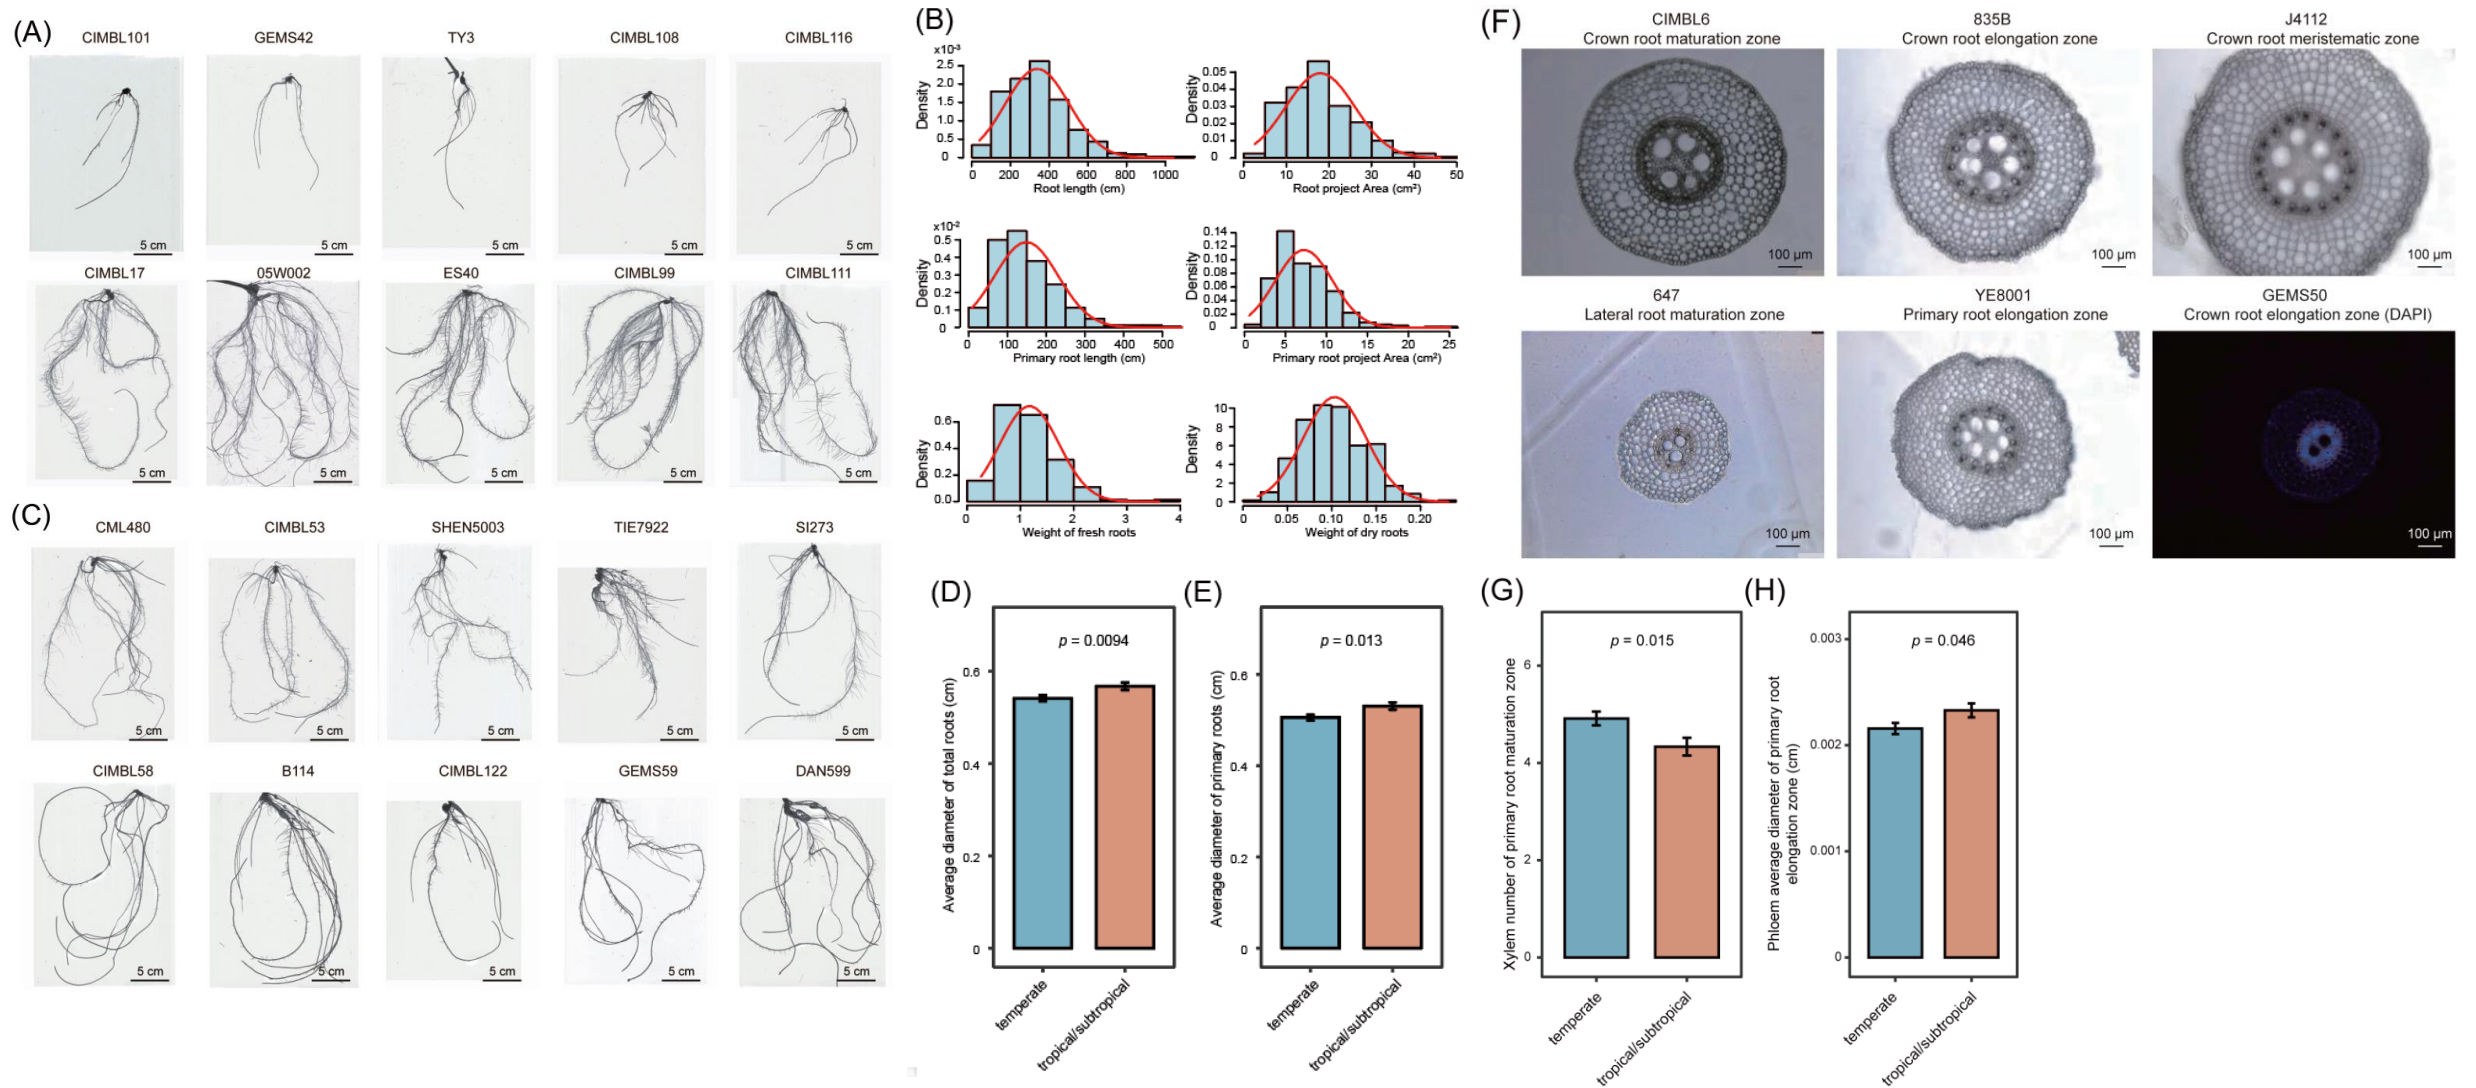 (A)
CIMBL101 GEMS42 TY3 CIMBL108 CIMBL116
5 cm 5 cm 5 cm 5 cm 5 cm
CIMBL17 05W002 ES40 CIMBL99 CIMBL111
5 cm 5 cm 5 cm 5 cm 5 cm
(B)
×10⁻³
Density
2.5
2.0
1.5
1.0
0.5
0
0 200 400 600 800 1000
Root length (cm)
Density
0.05
0.04
0.03
0.02
0.01
0
0 10 20 30 40 50
Root project Area (cm²)
×10⁻²
Density
0.5
0.4
0.3
0.2
0.1
0
0 100 200 300 400 500
Primary root length (cm)
Density
0.14
0.12
0.10
0.08
0.06
0.04
0.02
0
0 5 10 15 20 25
Primary root project Area (cm²)
Density
0.6
0.4
0.2
0.0
0 1 2 3 4
Weight of fresh roots
Density
10
8
6
4
2
0
0 0.05 0.10 0.15 0.20
Weight of dry roots
(C)
CML480 CIMBL53 SHEN5003 TIE7922 SI273
5 cm 5 cm 5 cm 5 cm 5 cm
CIMBL58 B114 CIMBL122 GEMS59 DAN599
5 cm 5 cm 5 cm 5 cm 5 cm
(D)
p = 0.0094
Average diameter of total roots (cm)
0.6
0.4
0.2
0
temperate
tropical/subtropical
(E)
p = 0.013
Average diameter of primary roots (cm)
0.6
0.4
0.2
0
temperate
tropical/subtropical
(F)
CIMBL6
Crown root maturation zone
100 µm
835B
Crown root elongation zone
100 µm
J4112
Crown root meristematic zone
100 µm
647
Lateral root maturation zone
100 µm
YE8001
Primary root elongation zone
100 µm
GEMS50
Crown root elongation zone (DAPI)
100 µm
(G)
p = 0.015
Xylem number of primary root maturation zone
6
4
2
0
temperate
tropical/subtropical
(H)
p = 0.046
Phloem average diameter of primary root
elongation zone (cm)
0.003
0.002
0.001
0
temperate
tropical/subtropical